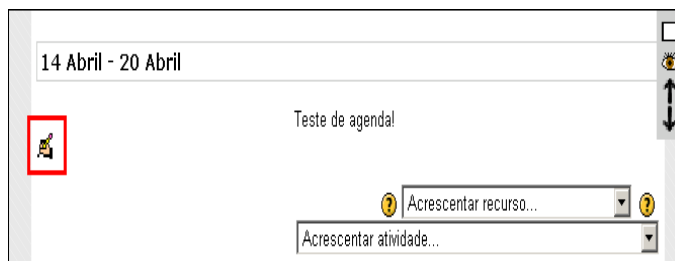 14 Abril - 20 Abril
Teste de agenda!
? Acrescentar recurso... ?
Acrescentar atividade...